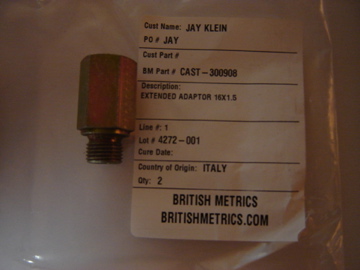 Cust Name: JAY KLEIN
PO # JAY
Cust Part #
BM Part # CAST-300908
Description:
EXTENDED ADAPTOR 16X1.5
Line #: 1
Lot # 4272-001
Cure Date:
Country of Origin: ITALY
Qty: 2
BRITISH METRICS
BRITISHMETRICS.COM